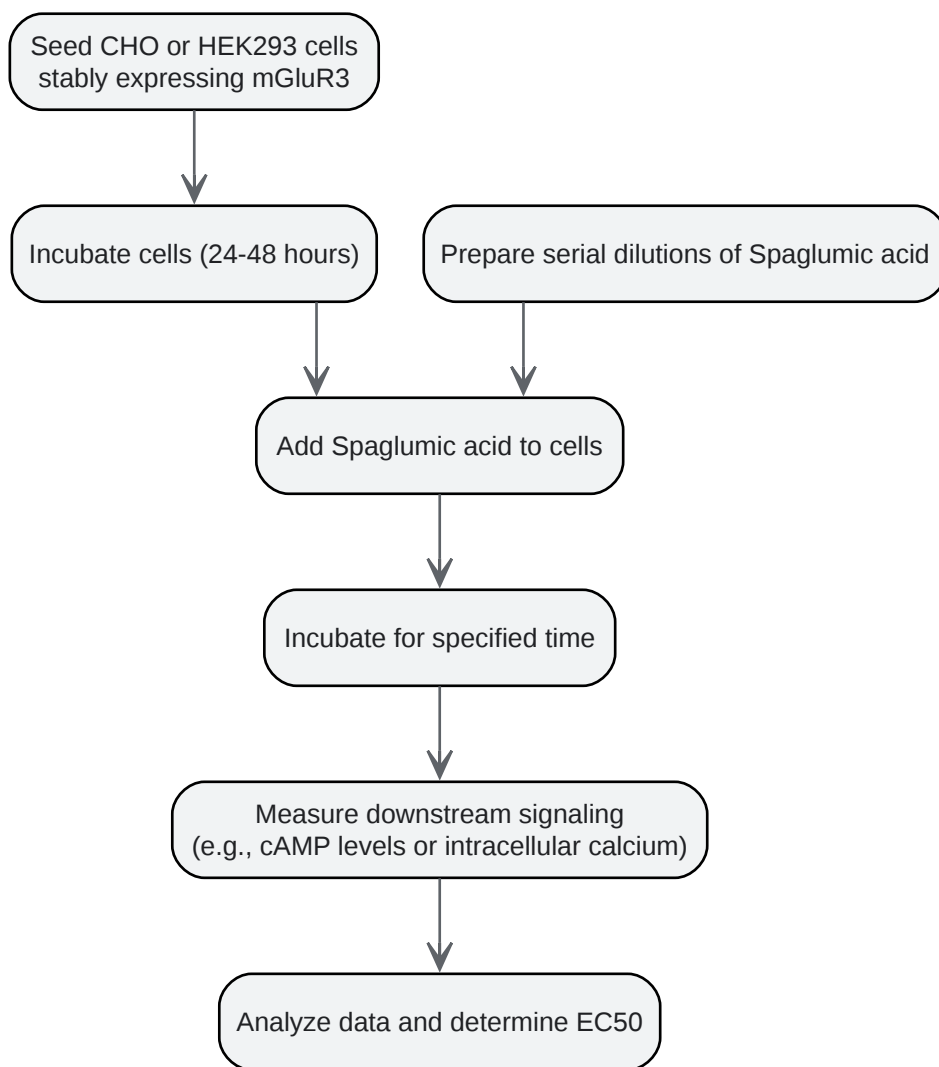 Seed CHO or HEK293 cells
stably expressing mGluR3
Incubate cells (24-48 hours)
Prepare serial dilutions of Spaglumic acid
Add Spaglumic acid to cells
Incubate for specified time
Measure downstream signaling
(e.g., cAMP levels or intracellular calcium)
Analyze data and determine EC50